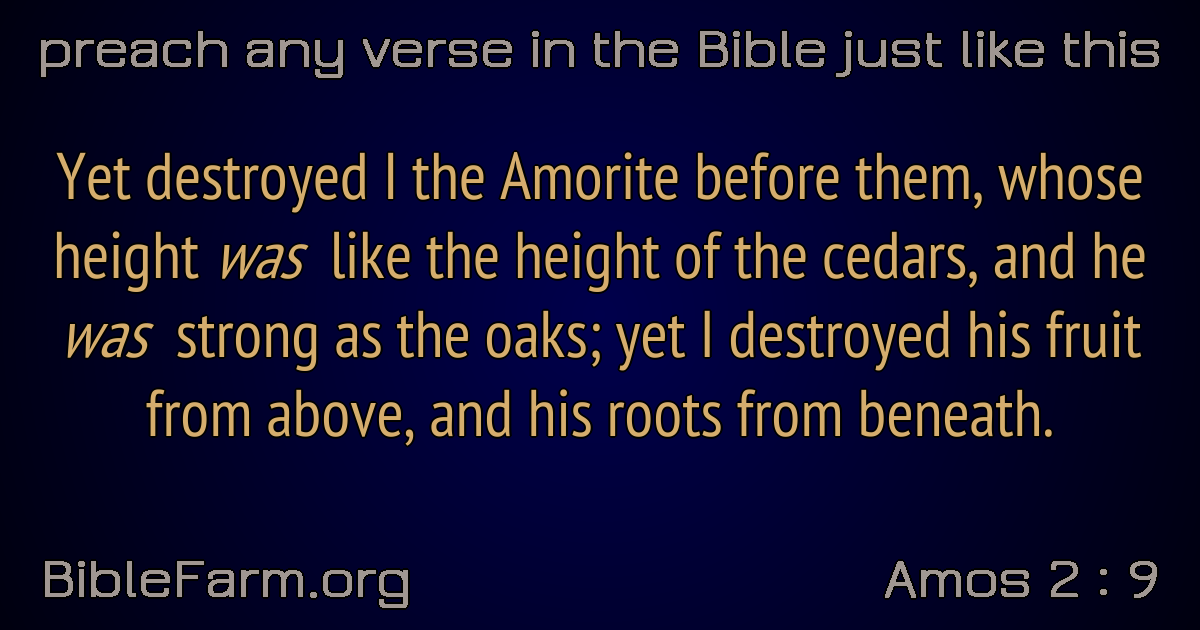 preach any verse in the Bible just like this
Yet destroyed I the Amorite before them, whose
height was like the height of the cedars, and he
was strong as the oaks; yet I destroyed his fruit
from above, and his roots from beneath.
BibleFarm.org
Amos 2 : 9